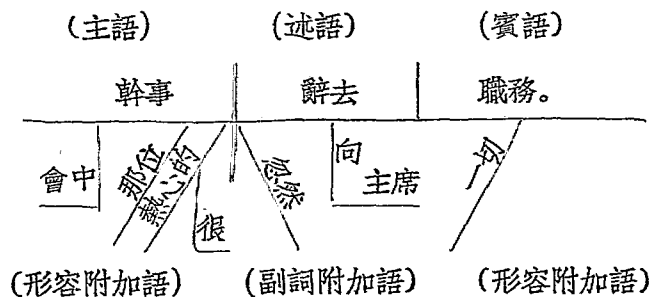 (主語) (述語) (賓語)
幹事 辭去 職務。
會中 那位 熱心的 很 忽然 向 主席 一切
(形容附加語) (副詞附加語) (形容附加語)